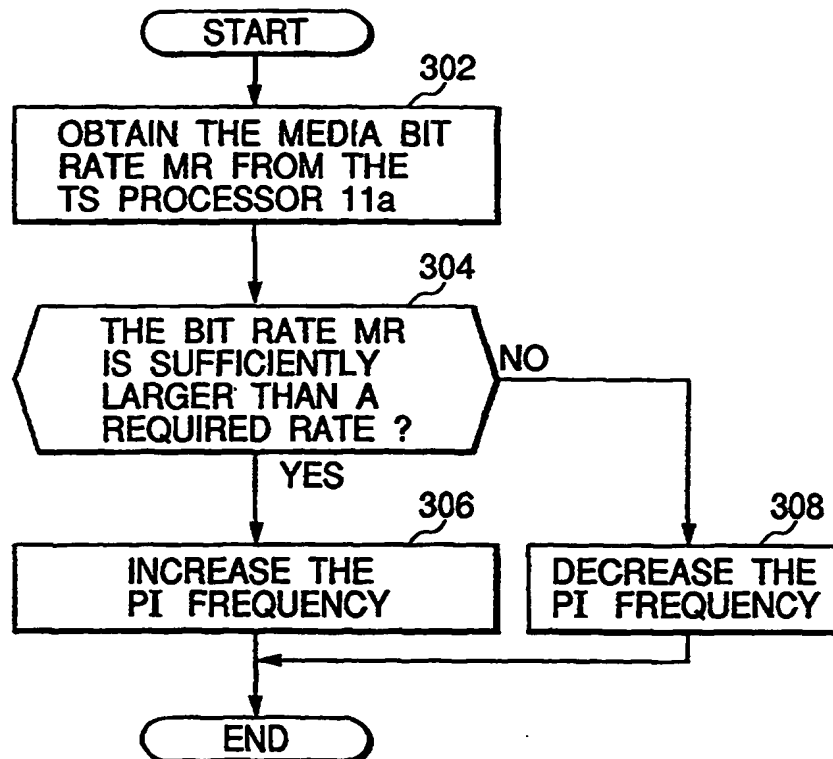 START
302
OBTAIN THE MEDIA BIT
RATE MR FROM THE
TS PROCESSOR 11a
304
THE BIT RATE MR
IS SUFFICIENTLY
LARGER THAN A
REQUIRED RATE ?
NO
YES
306
INCREASE THE
PI FREQUENCY
308
DECREASE THE
PI FREQUENCY
END